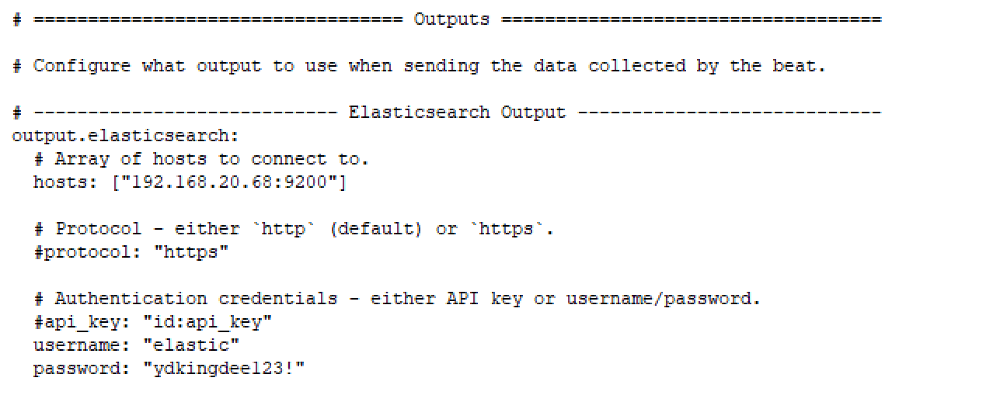 # ================================== Outputs ===================================
# Configure what output to use when sending the data collected by the beat.
# ---------------------------- Elasticsearch Output ----------------------------
output.elasticsearch:
  # Array of hosts to connect to.
  hosts: ["192.168.20.68:9200"]
  # Protocol - either `http` (default) or `https`.
  #protocol: "https"
  # Authentication credentials - either API key or username/password.
  #api_key: "id:api_key"
  username: "elastic"
  password: "ydkingdee123!"